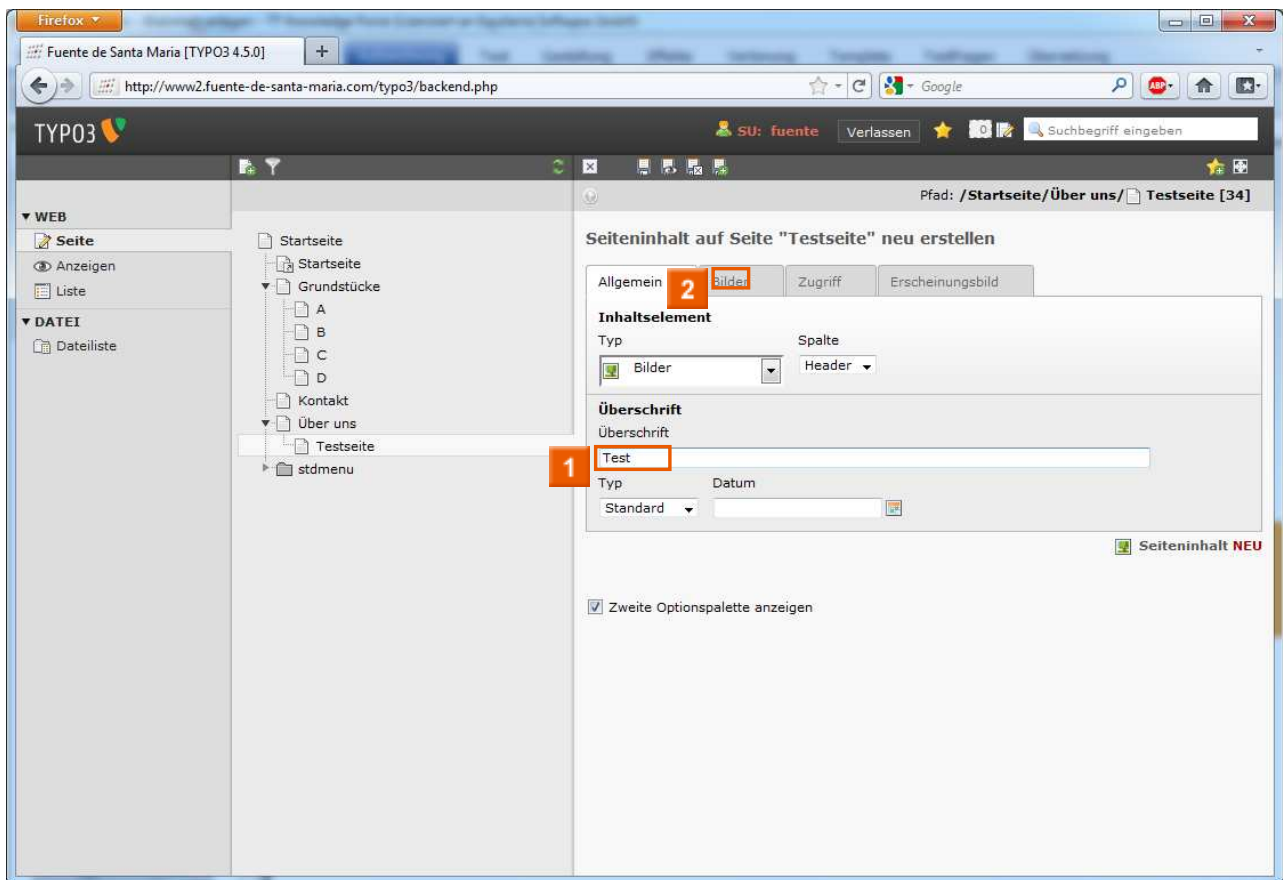 Firefox
Fuente de Santa Maria [TYPO3 4.5.0]
http://www2.fuente-de-santa-maria.com/typo3/backend.php
Google
ABP
TYPO3
SU: fuente
Verlassen
0
Suchbegriff eingeben
Pfad: /Startseite/Über uns/ Testseite [34]
WEB
Seite
Anzeigen
Liste
DATEI
Dateiliste
Startseite
Startseite
Grundstücke
A
B
C
D
Kontakt
Über uns
Testseite
stdmenu
Seiteninhalt auf Seite "Testseite" neu erstellen
Allgemein
2
Bilder
Zugriff
Erscheinungsbild
Inhaltselement
Typ
Spalte
Bilder
Header
Überschrift
Überschrift
1
Test
Typ
Datum
Standard
Seiteninhalt NEU
Zweite Optionspalette anzeigen